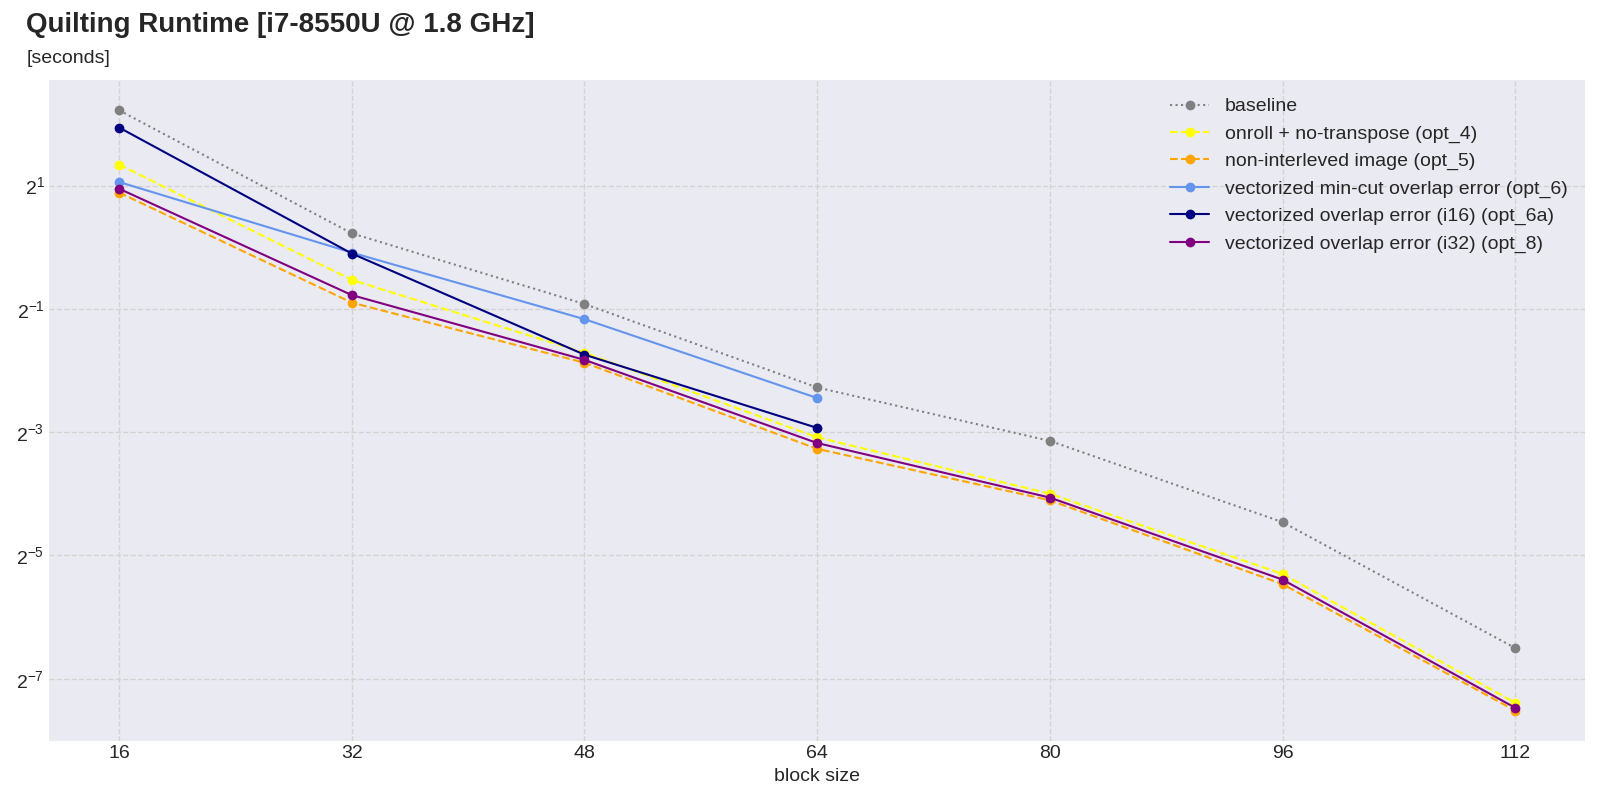 Quilting Runtime [i7-8550U @ 1.8 GHz]
[seconds]
baseline
onroll + no-transpose (opt_4)
non-interleved image (opt_5)
vectorized min-cut overlap error (opt_6)
vectorized overlap error (i16) (opt_6a)
vectorized overlap error (i32) (opt_8)
2¹
2⁻¹
2⁻³
2⁻⁵
2⁻⁷
16 32 48 64 80 96 112
block size